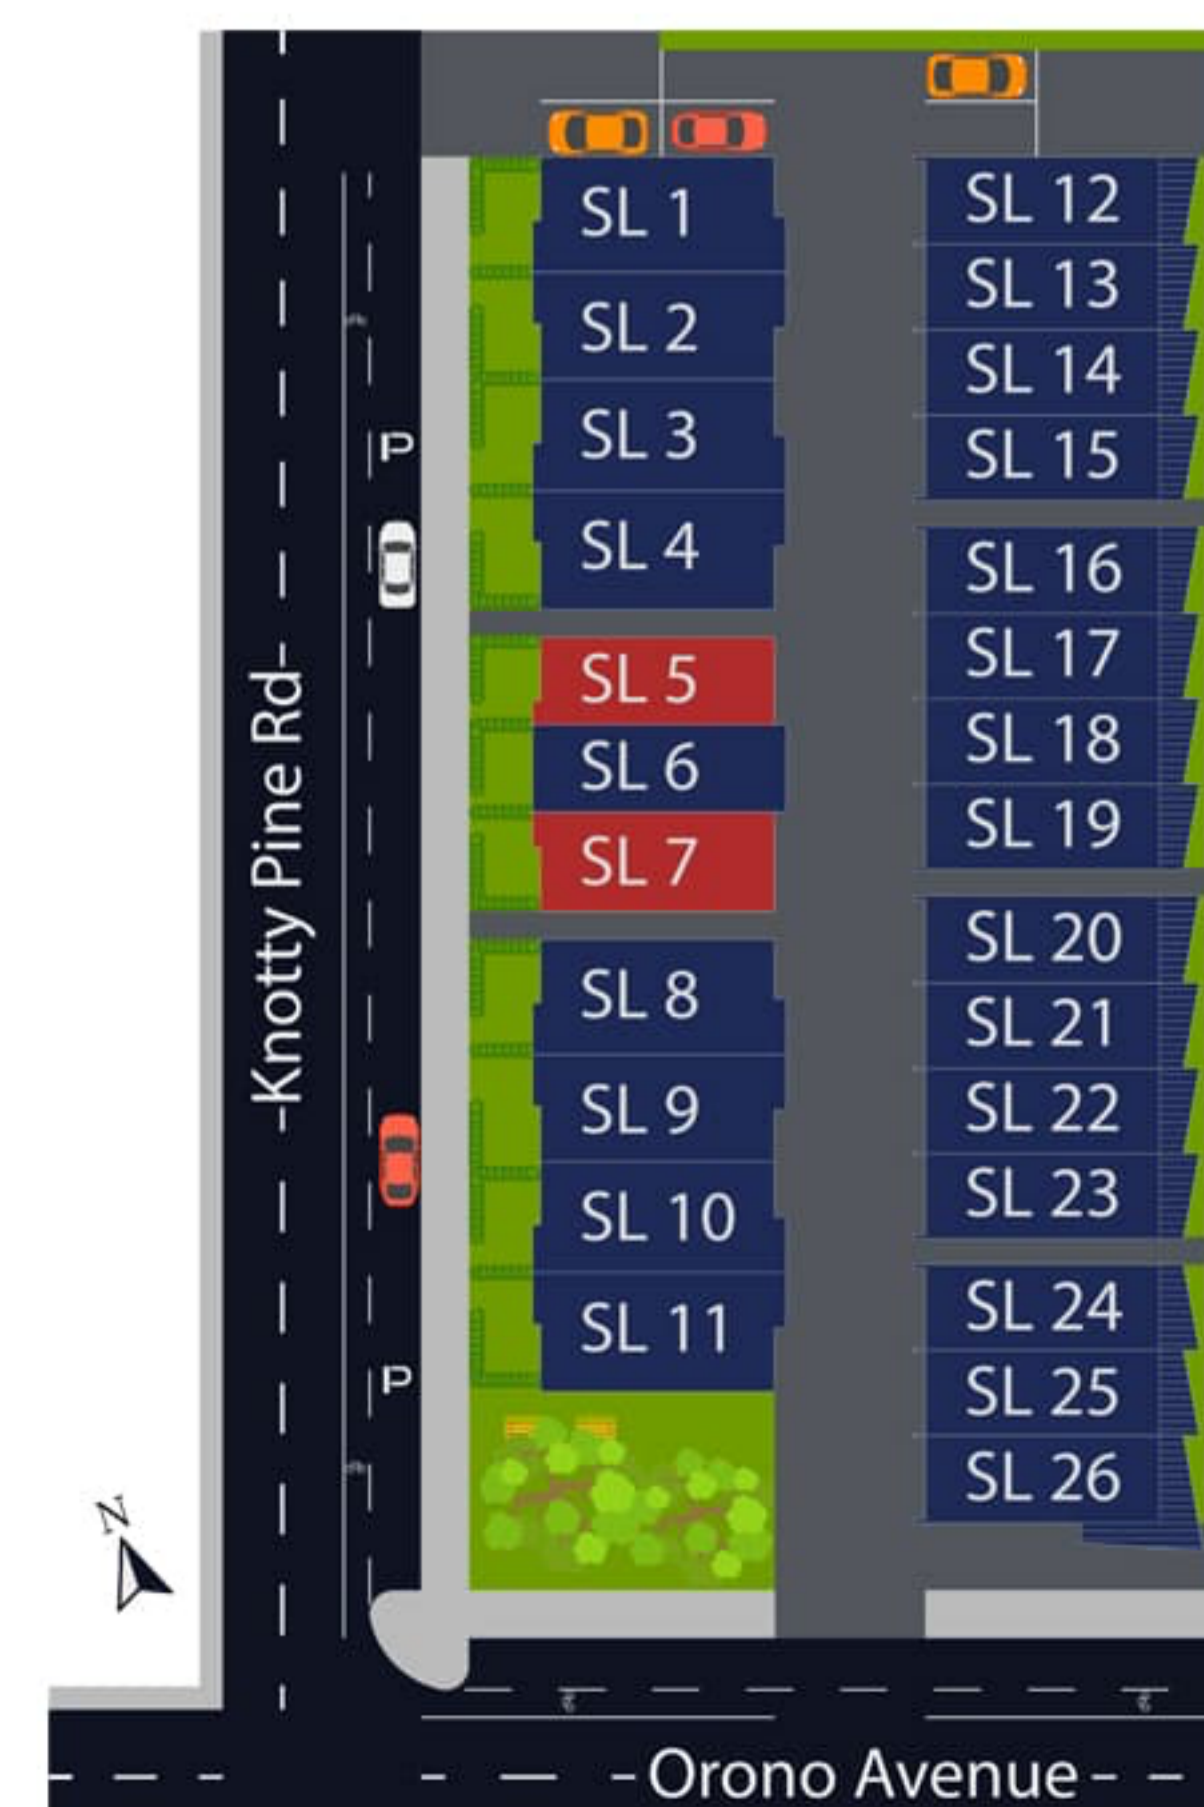 SL 1
SL 2
SL 3
SL 4
SL 5
SL 6
SL 7
SL 8
SL 9
SL 10
SL 11
SL 12
SL 13
SL 14
SL 15
SL 16
SL 17
SL 18
SL 19
SL 20
SL 21
SL 22
SL 23
SL 24
SL 25
SL 26
P
P
Knotty Pine Rd
N
Orono Avenue